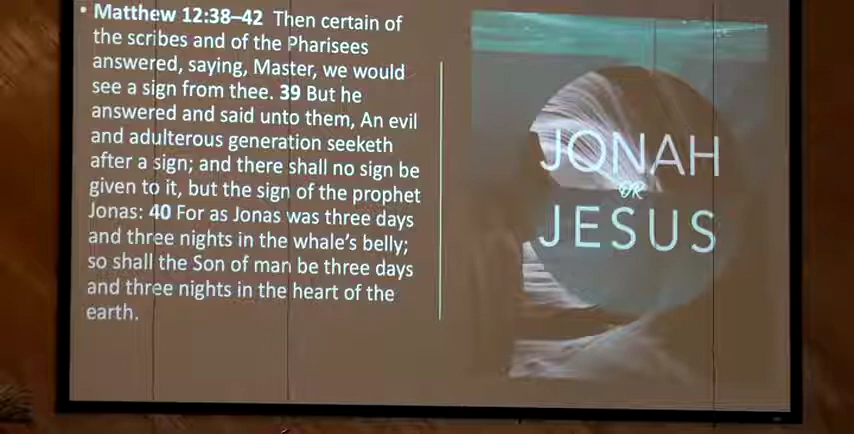 • Matthew 12:38–42 Then certain of
the scribes and of the Pharisees
answered, saying, Master, we would
see a sign from thee. 39 But he
answered and said unto them, An evil
and adulterous generation seeketh
after a sign; and there shall no sign be
given to it, but the sign of the prophet
Jonas: 40 For as Jonas was three days
and three nights in the whale's belly;
so shall the Son of man be three days
and three nights in the heart of the
earth.
JONAH
OR
JESUS